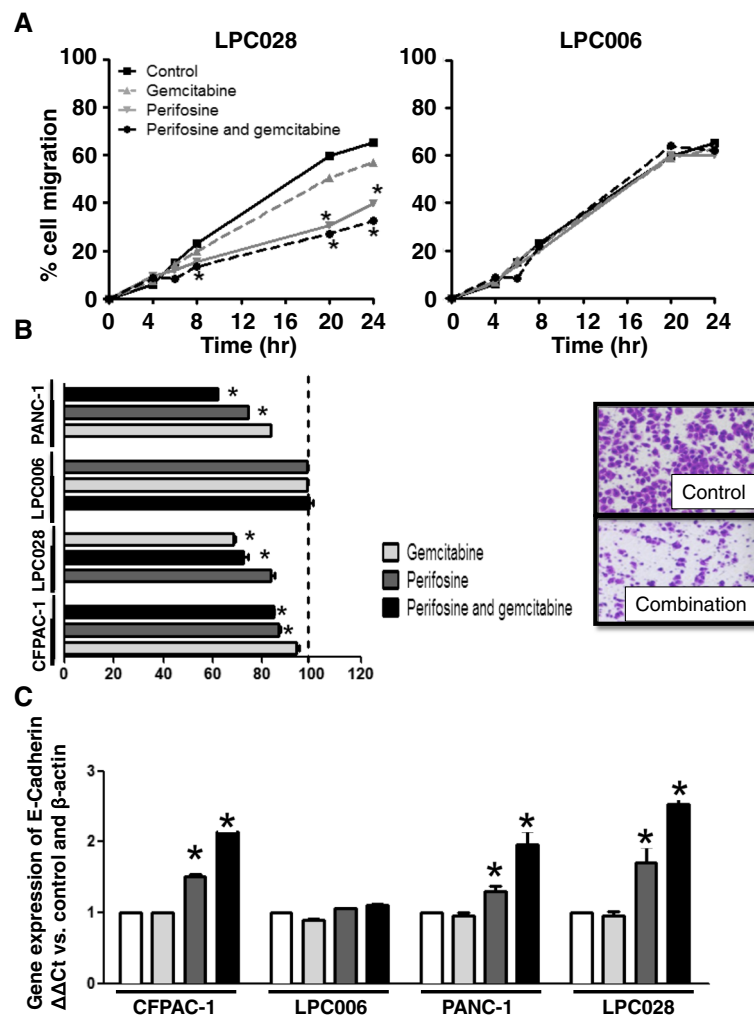 A
LPC028
LPC006
% cell migration
100
80
60
40
20
0
Control
Gemcitabine
Perifosine
Perifosine and gemcitabine
*
*
*
*
*
0 4 8 12 16 20 24
Time (hr)
100
80
60
40
20
0
0 4 8 12 16 20 24
Time (hr)
B
PANC-1
*
*
LPC006
LPC028
*
*
CFPAC-1
*
*
0 20 40 60 80 100 120
Gemcitabine
Perifosine
Perifosine and gemcitabine
Control
Combination
C
Gene expression of E-Cadherin
ΔΔCt vs. control and β-actin
3
2
1
0
* *
* *
* *
CFPAC-1 LPC006 PANC-1 LPC028